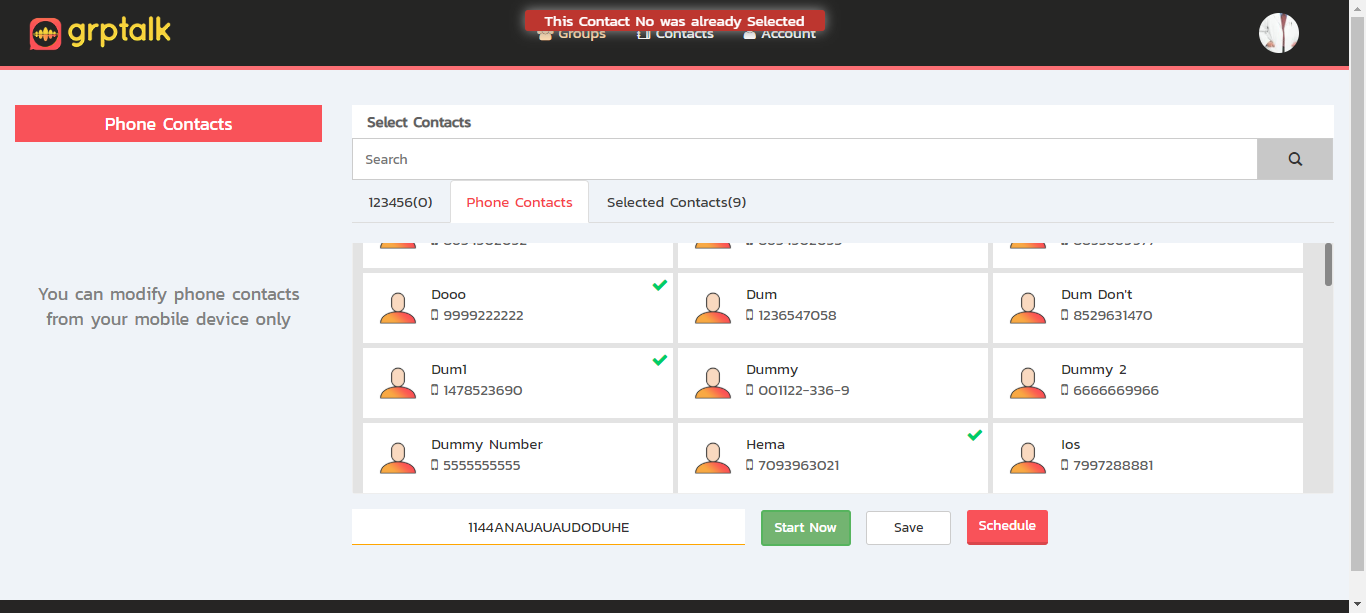 grptalk
This Contact No was already Selected
Groups
Contacts
Account
Phone Contacts
You can modify phone contacts
from your mobile device only
Select Contacts
Search
123456(0)
Phone Contacts
Selected Contacts(9)
Dooo
9999222222
Dum
1236547058
Dum Don't
8529631470
Dum1
1478523690
Dummy
001122-336-9
Dummy 2
6666669966
Dummy Number
5555555555
Hema
7093963021
Ios
7997288881
1144ANAUAUAUDODUHE
Start Now
Save
Schedule